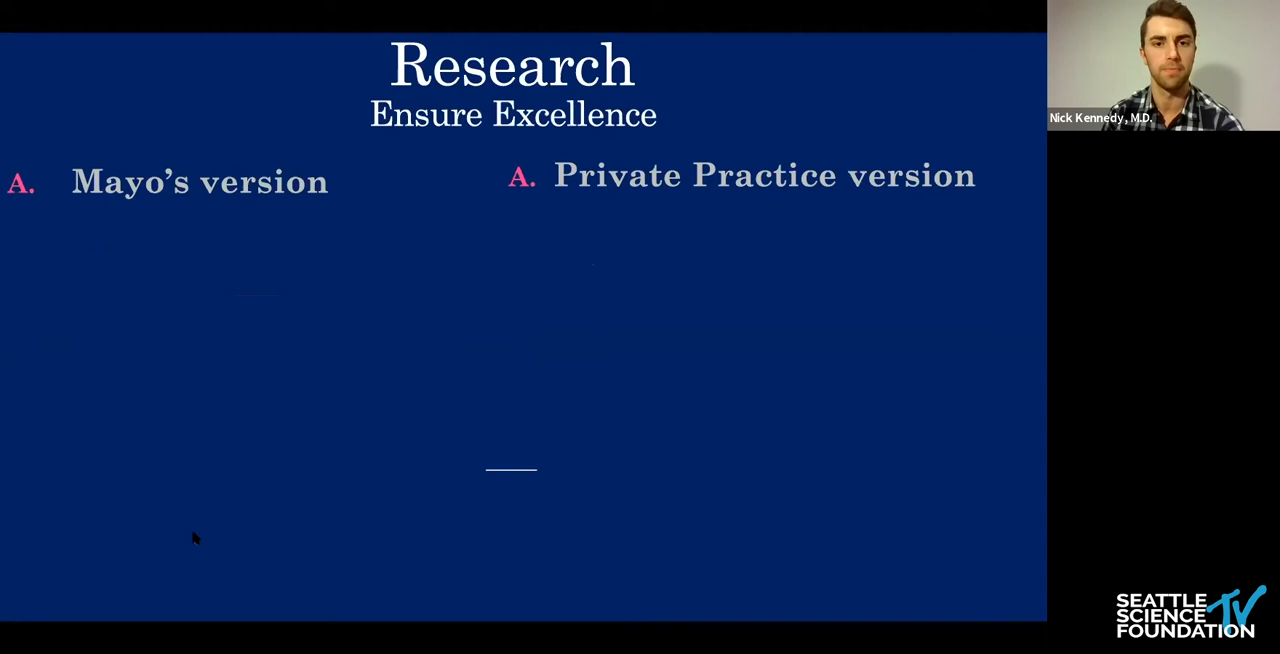 Research
Ensure Excellence
A. Mayo's version
A. Private Practice version
Nick Kennedy, M.D.
SEATTLE
SCIENCE
FOUNDATION
TV